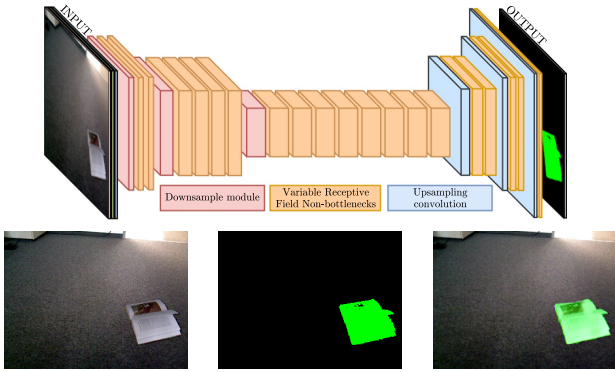 INPUT
OUTPUT
Downsample module
Variable Receptive
Field Non-bottlenecks
Upsampling
convolution